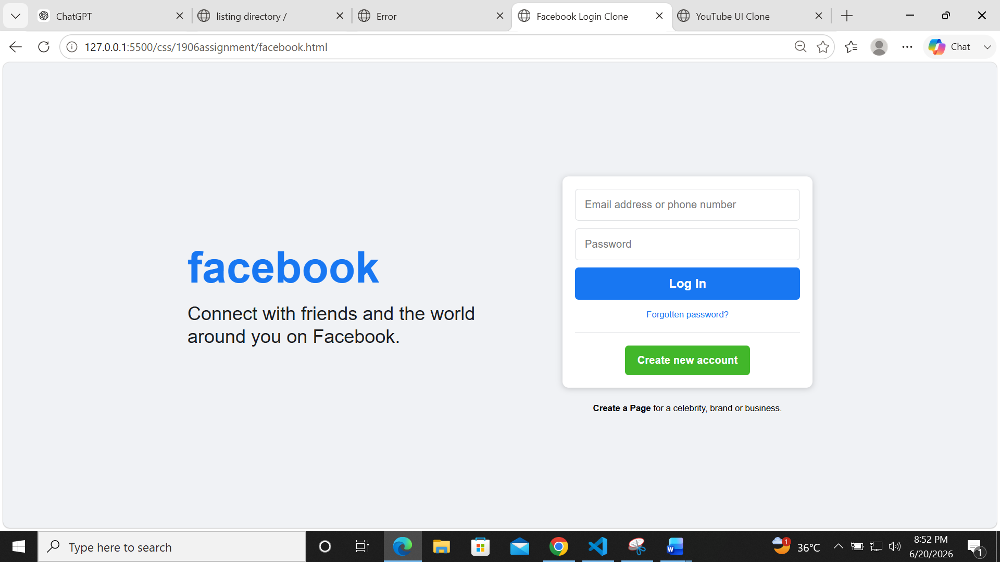 ChatGPT
listing directory /
Error
Facebook Login Clone
YouTube UI Clone
127.0.0.1:5500/css/1906assignment/facebook.html
Chat
facebook
Connect with friends and the world
around you on Facebook.
Email address or phone number
Password
Log In
Forgotten password?
Create new account
Create a Page for a celebrity, brand or business.
Type here to search
W
1
36°C
8:52 PM
6/20/2026
1